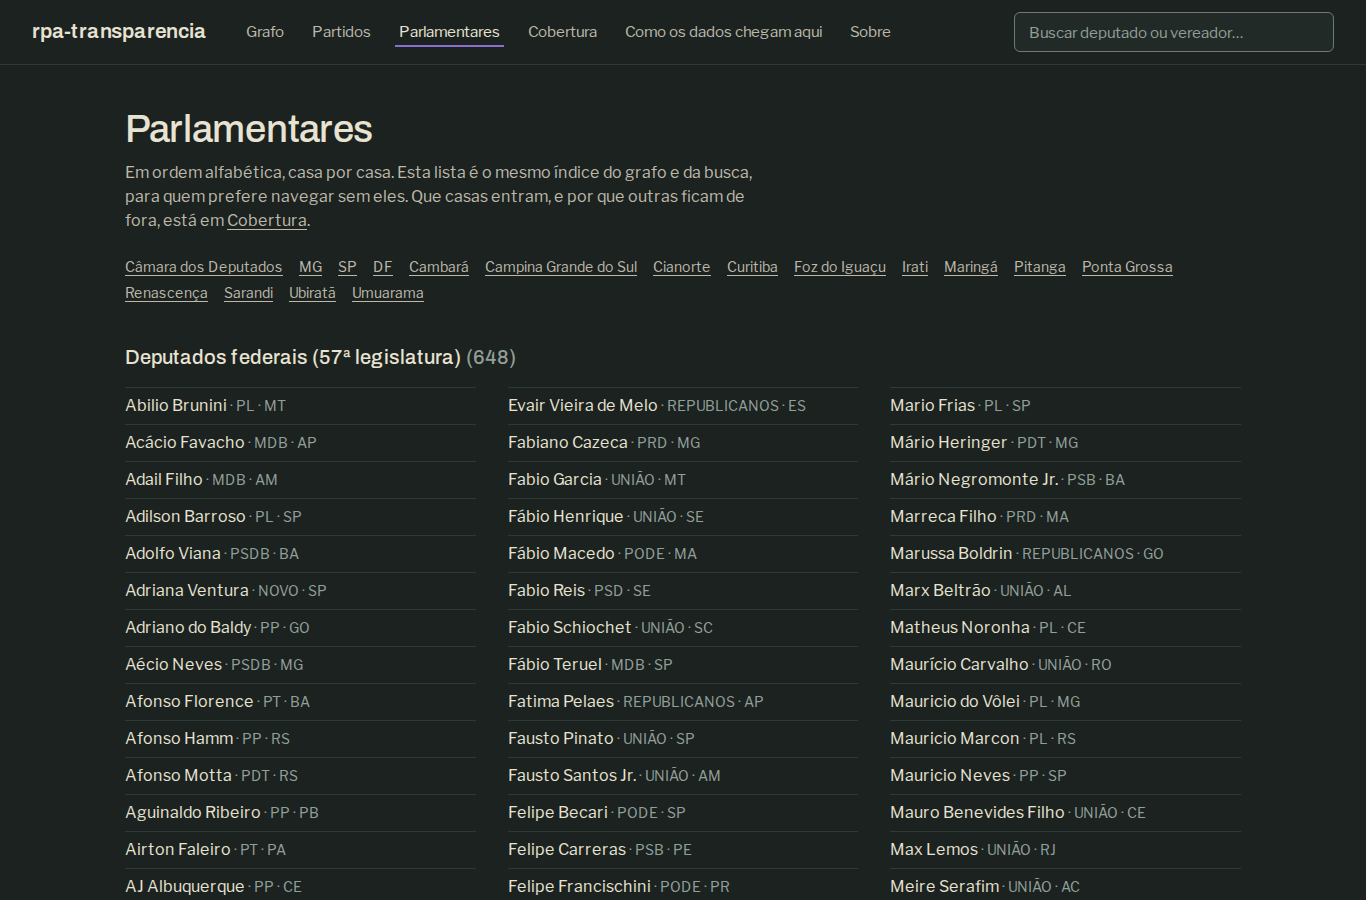 rpa-transparencia
Grafo
Partidos
Parlamentares
Cobertura
Como os dados chegam aqui
Sobre
Buscar deputado ou vereador...
Parlamentares
Em ordem alfabética, casa por casa. Esta lista é o mesmo índice do grafo e da busca,
para quem prefere navegar sem eles. Que casas entram, e por que outras ficam de
fora, está em Cobertura.
Câmara dos Deputados MG SP DF Cambará Campina Grande do Sul Cianorte Curitiba Foz do Iguaçu Irati Maringá Pitanga Ponta Grossa
Renascença Sarandi Ubiratã Umuarama
Deputados federais (57ª legislatura) (648)
Abilio Brunini · PL · MT
Acácio Favacho · MDB · AP
Adail Filho · MDB · AM
Adilson Barroso · PL · SP
Adolfo Viana · PSDB · BA
Adriana Ventura · NOVO · SP
Adriano do Baldy · PP · GO
Aécio Neves · PSDB · MG
Afonso Florence · PT · BA
Afonso Hamm · PP · RS
Afonso Motta · PDT · RS
Aguinaldo Ribeiro · PP · PB
Airton Faleiro · PT · PA
AJ Albuquerque · PP · CE
Evair Vieira de Melo · REPUBLICANOS · ES
Fabiano Cazeca · PRD · MG
Fabio Garcia · UNIÃO · MT
Fábio Henrique · UNIÃO · SE
Fábio Macedo · PODE · MA
Fabio Reis · PSD · SE
Fabio Schiochet · UNIÃO · SC
Fábio Teruel · MDB · SP
Fatima Pelaes · REPUBLICANOS · AP
Fausto Pinato · UNIÃO · SP
Fausto Santos Jr. · UNIÃO · AM
Felipe Becari · PODE · SP
Felipe Carreras · PSB · PE
Felipe Francischini · PODE · PR
Mario Frias · PL · SP
Mário Heringer · PDT · MG
Mário Negromonte Jr. · PSB · BA
Marreca Filho · PRD · MA
Marussa Boldrin · REPUBLICANOS · GO
Marx Beltrão · UNIÃO · AL
Matheus Noronha · PL · CE
Maurício Carvalho · UNIÃO · RO
Mauricio do Vôlei · PL · MG
Mauricio Marcon · PL · RS
Mauricio Neves · PP · SP
Mauro Benevides Filho · UNIÃO · CE
Max Lemos · UNIÃO · RJ
Meire Serafim · UNIÃO · AC